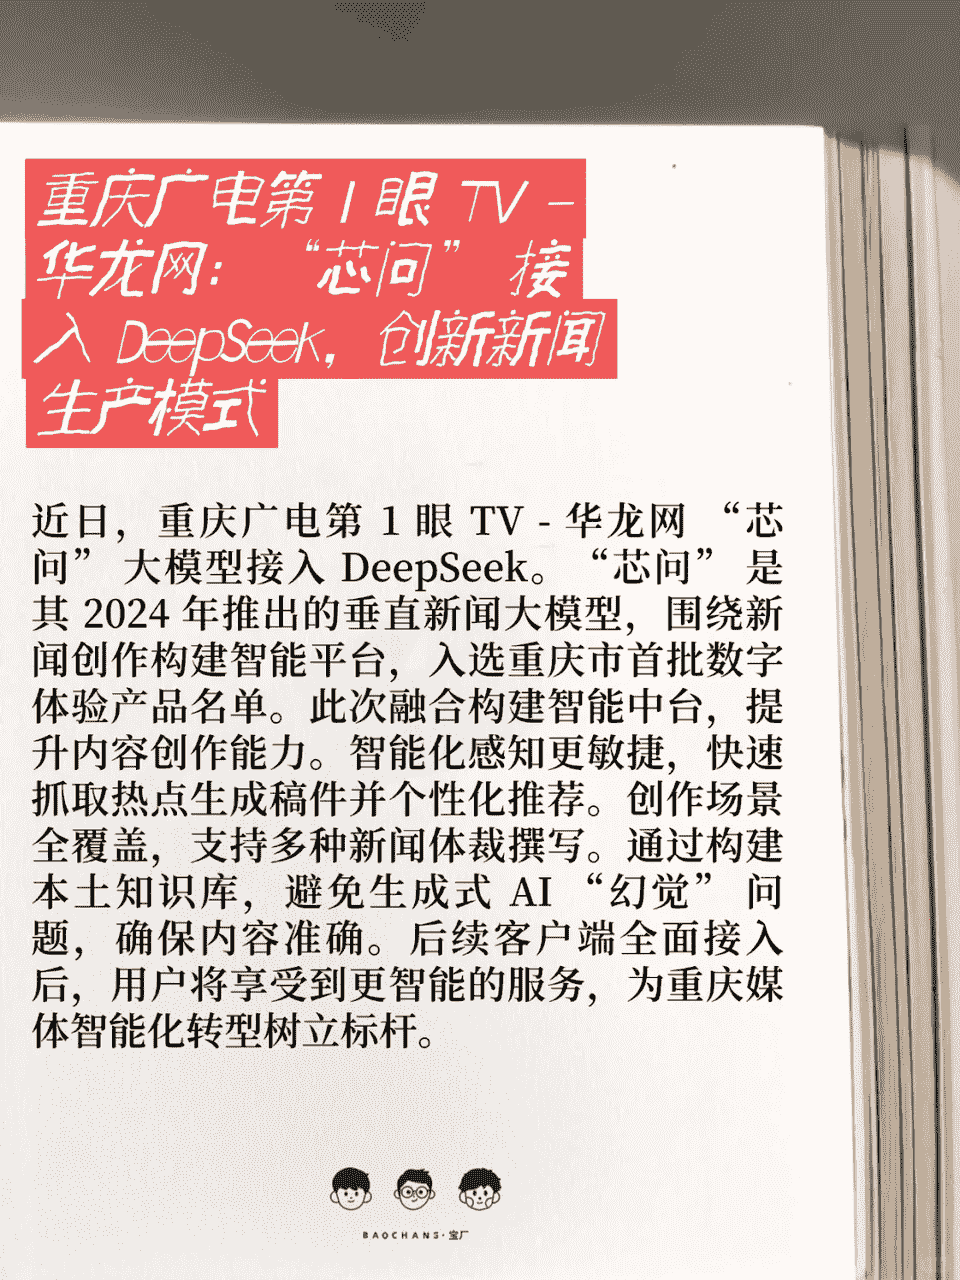 重庆广电第 1 眼 TV -
华龙网：“芯问” 接
入 DeepSeek，创新新闻
生产模式
近日，重庆广电第 1 眼 TV - 华龙网 “芯
问” 大模型接入 DeepSeek。“芯问” 是
其 2024 年推出的垂直新闻大模型，围绕新
闻创作构建智能平台，入选重庆市首批数字
体验产品名单。此次融合构建智能中台，提
升内容创作能力。智能化感知更敏捷，快速
抓取热点生成稿件并个性化推荐。创作场景
全覆盖，支持多种新闻体裁撰写。通过构建
本土知识库，避免生成式 AI “幻觉” 问
题，确保内容准确。后续客户端全面接入
后，用户将享受到更智能的服务，为重庆媒
体智能化转型树立标杆。
BAOCHANG·宝厂